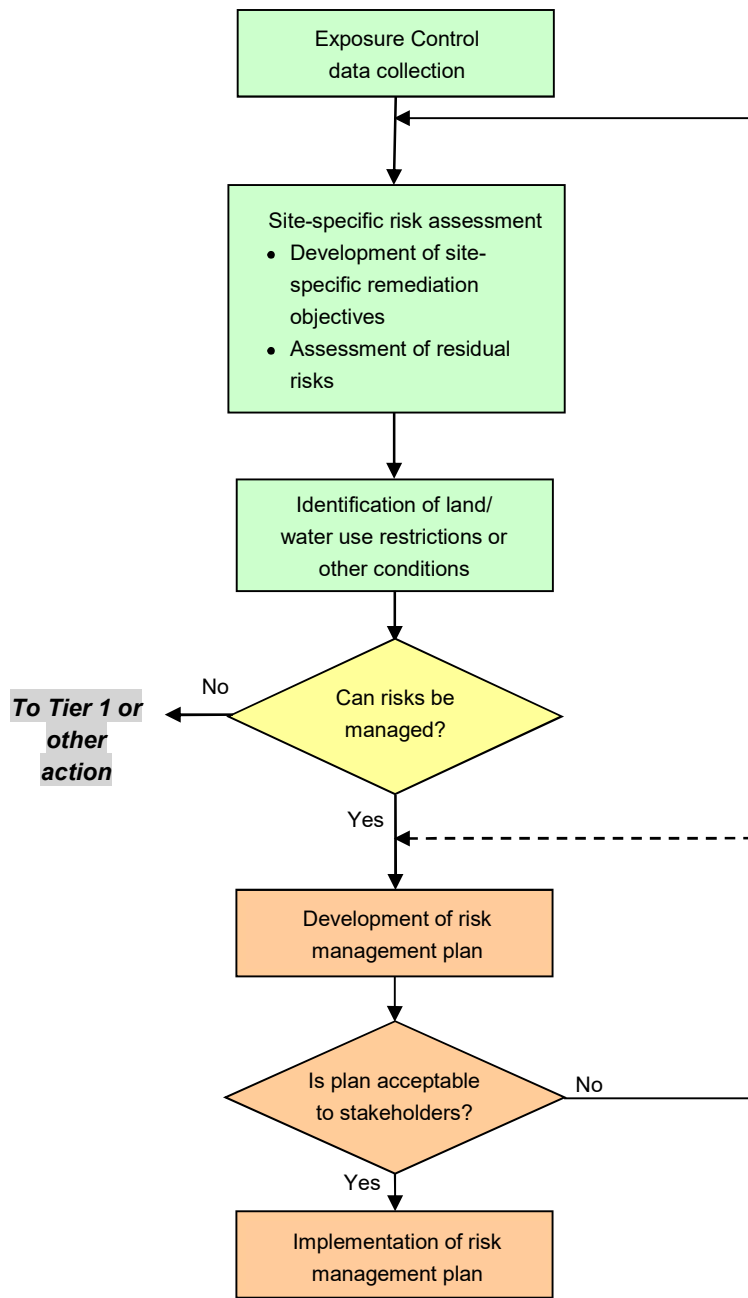 Exposure Control
data collection
Site-specific risk assessment
• Development of site-
specific remediation
objectives
• Assessment of residual
risks
Identification of land/
water use restrictions or
other conditions
No
Can risks be
managed?
To Tier 1 or
other
action
Yes
Development of risk
management plan
Is plan acceptable
to stakeholders?
No
Yes
Implementation of risk
management plan